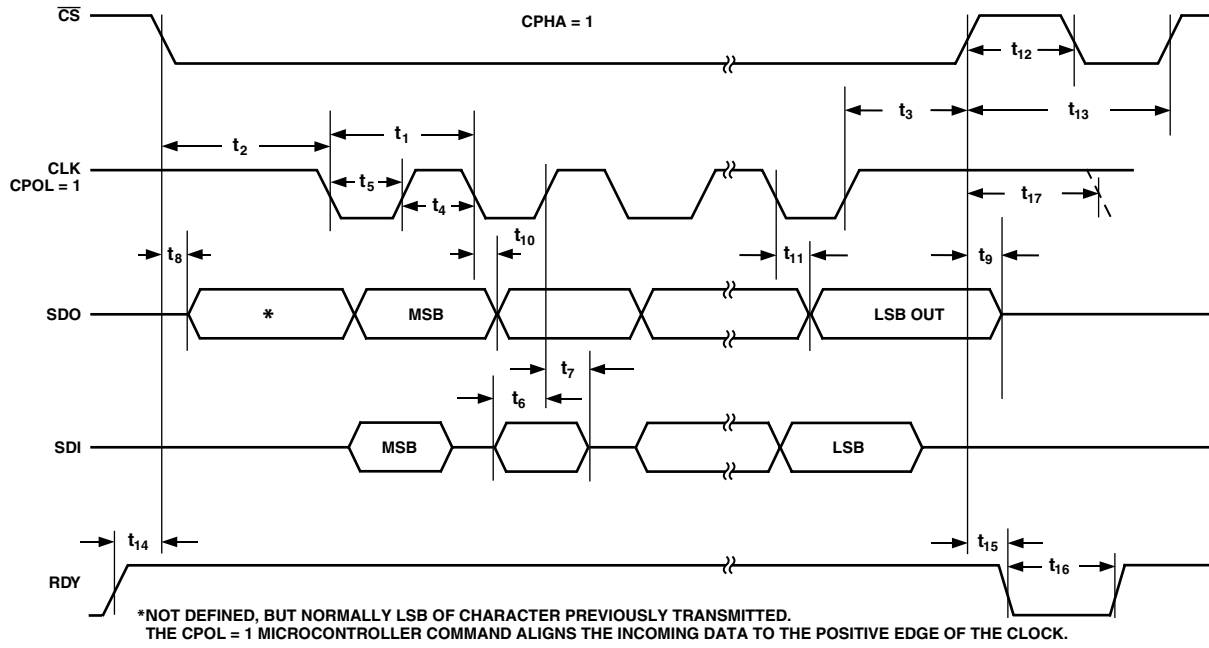 CS
CPHA = 1
t12
t3
t13
t1
t2
CLK
CPOL = 1
t5
t4
t17
t10
t8
t11
t9
SDO
*
MSB
LSB OUT
t7
t6
SDI
MSB
LSB
t14
t15
t16
RDY
*NOT DEFINED, BUT NORMALLY LSB OF CHARACTER PREVIOUSLY TRANSMITTED.
THE CPOL = 1 MICROCONTROLLER COMMAND ALIGNS THE INCOMING DATA TO THE POSITIVE EDGE OF THE CLOCK.